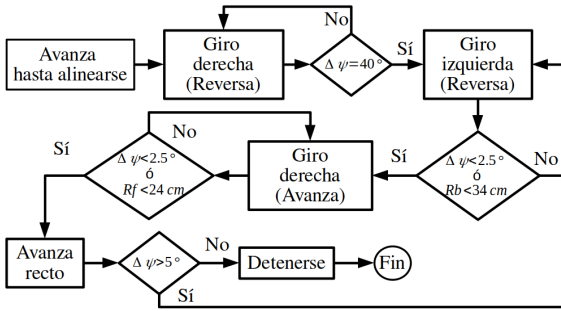 Avanza
hasta alinearse
Giro
derecha
(Reversa)
No
Δ ψ=40°
Sí
Giro
izquierda
(Reversa)
Δ ψ<2.5°
ó
Rb<34 cm
No
Sí
Giro
derecha
(Avanza)
No
Δ ψ<2.5°
ó
Rf<24 cm
Sí
Avanza
recto
Δ ψ>5°
No
Sí
Detenerse
Fin